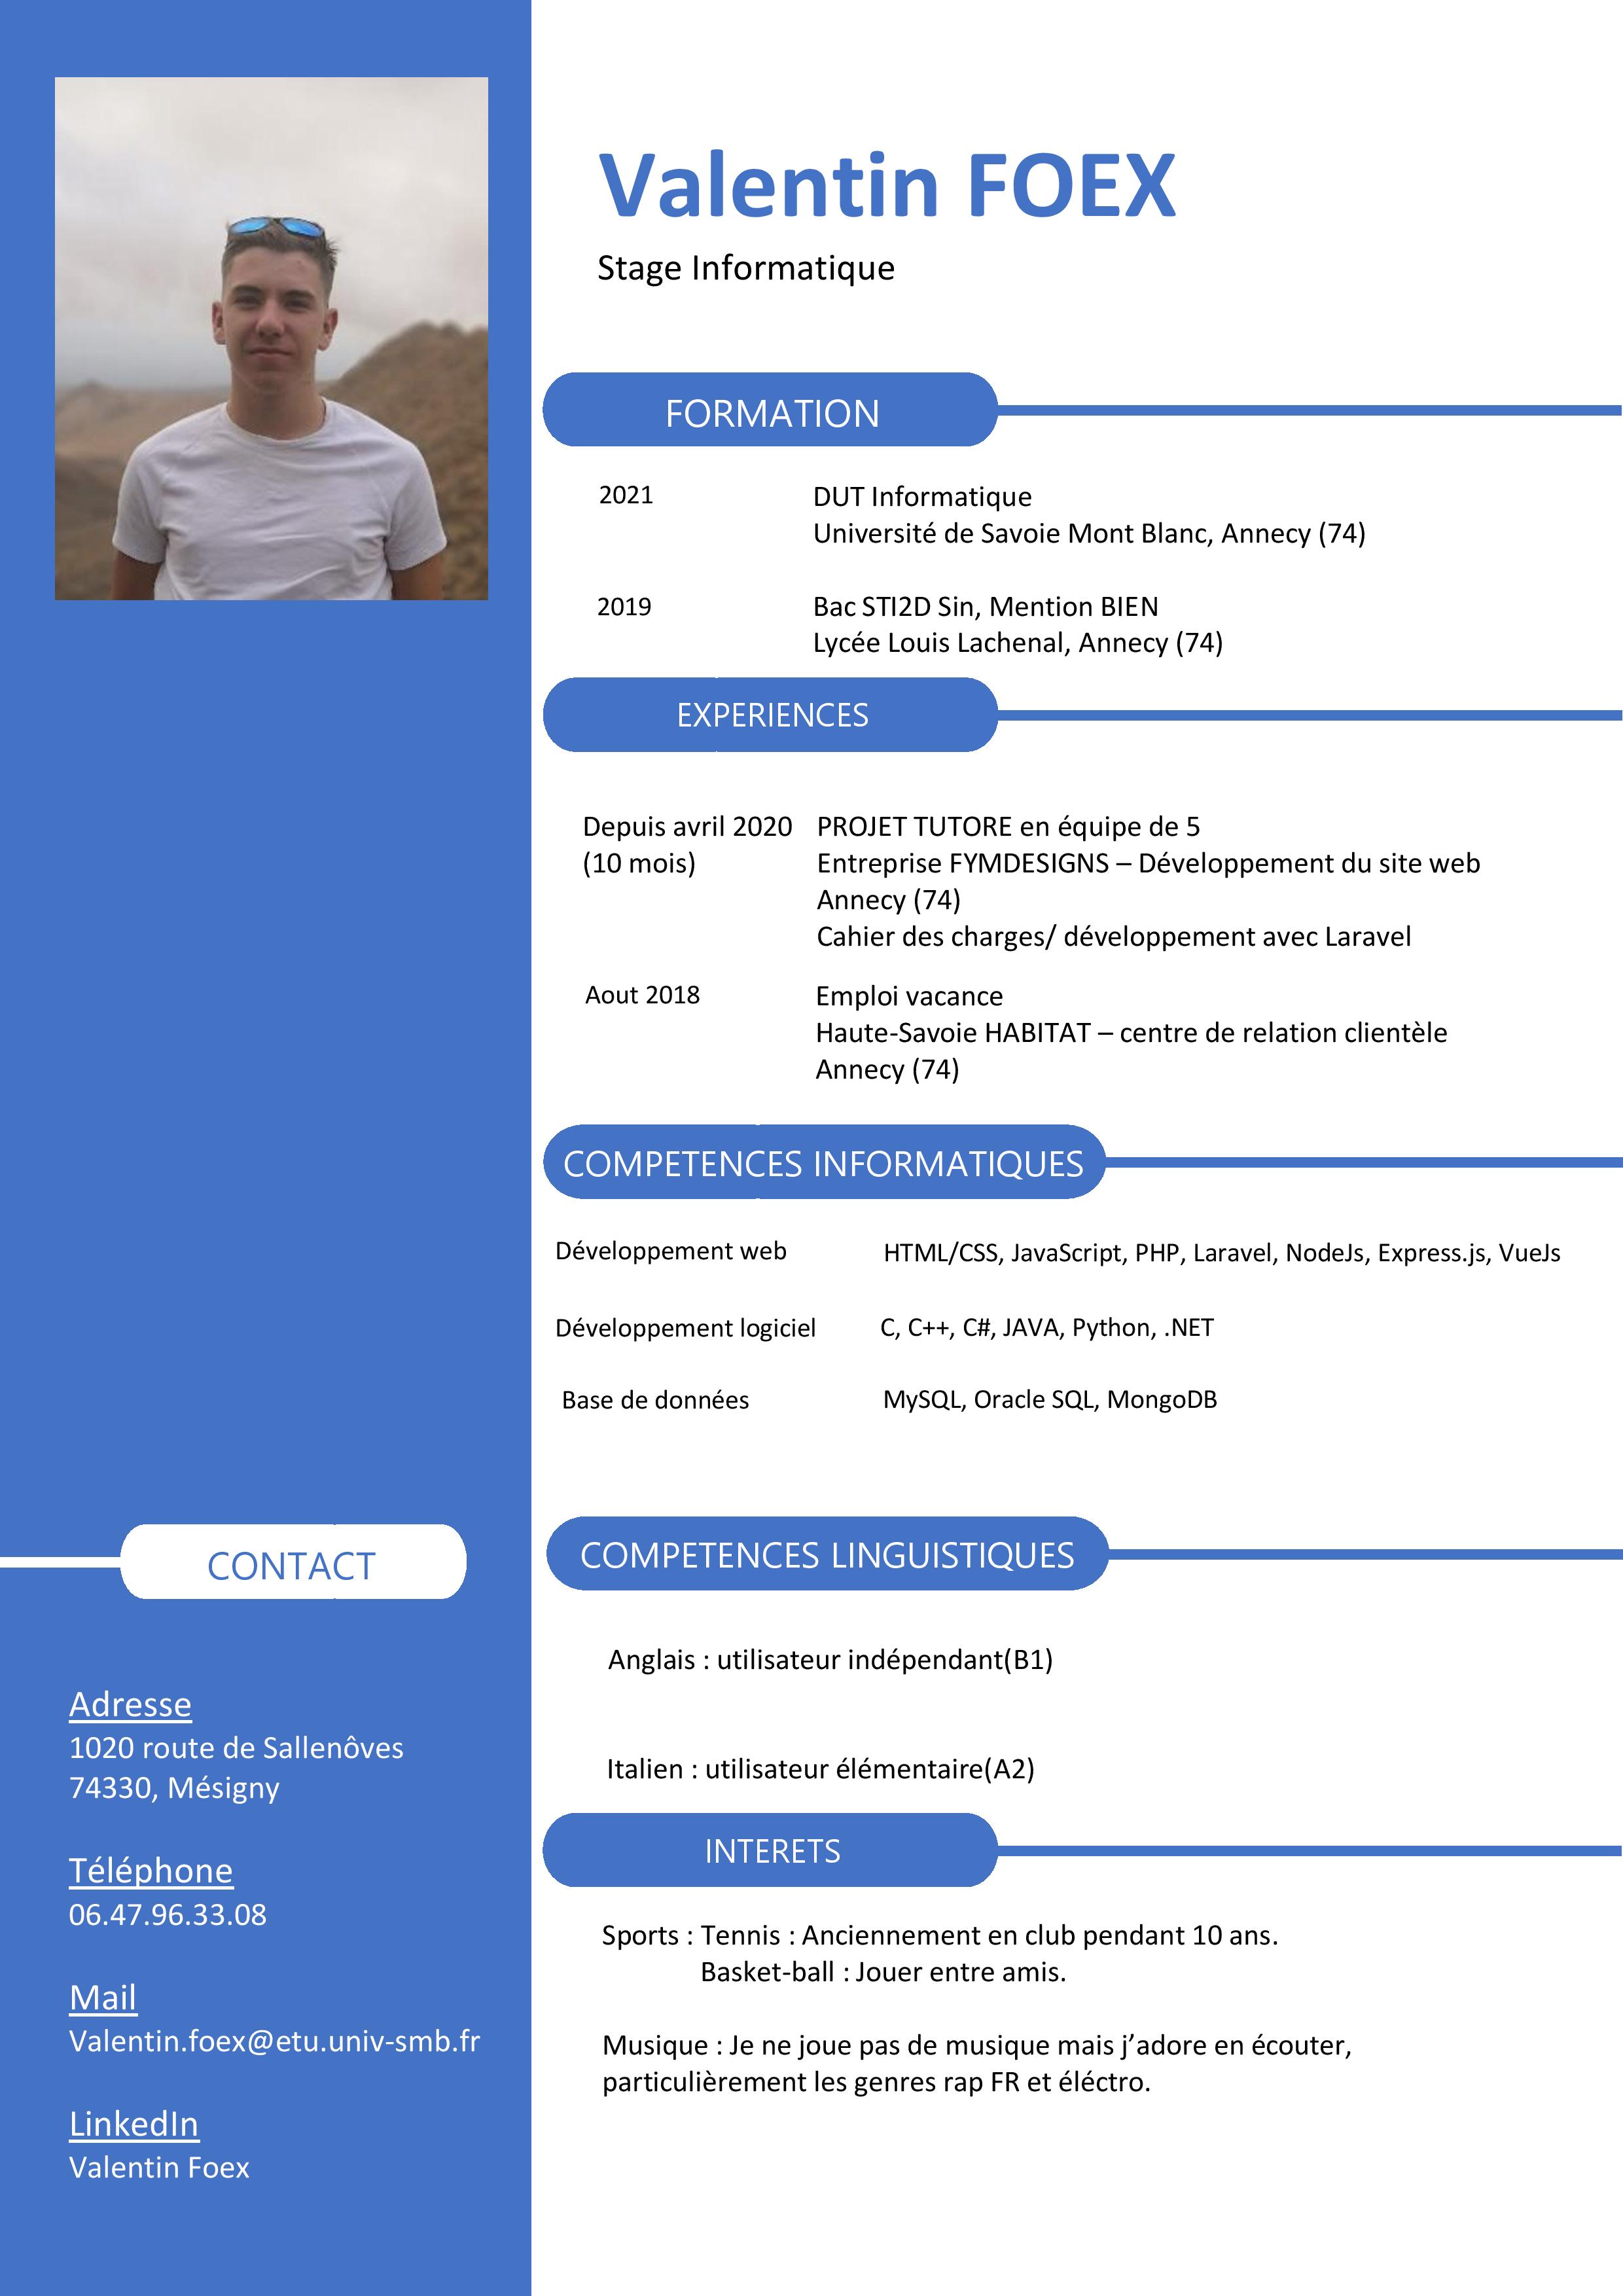 Valentin FOEX
Stage Informatique
FORMATION
2021 DUT Informatique
Université de Savoie Mont Blanc, Annecy (74)
2019 Bac STI2D Sin, Mention BIEN
Lycée Louis Lachenal, Annecy (74)
EXPERIENCES
Depuis avril 2020 PROJET TUTORE en équipe de 5
(10 mois) Entreprise FYMDESIGNS – Développement du site web
Annecy (74)
Cahier des charges/ développement avec Laravel
Aout 2018 Emploi vacance
Haute-Savoie HABITAT – centre de relation clientèle
Annecy (74)
COMPETENCES INFORMATIQUES
Développement web HTML/CSS, JavaScript, PHP, Laravel, NodeJs, Express.js, VueJs
Développement logiciel C, C++, C#, JAVA, Python, .NET
Base de données MySQL, Oracle SQL, MongoDB
COMPETENCES LINGUISTIQUES
Anglais : utilisateur indépendant(B1)
Italien : utilisateur élémentaire(A2)
INTERETS
Sports : Tennis : Anciennement en club pendant 10 ans.
Basket-ball : Jouer entre amis.
Musique : Je ne joue pas de musique mais j’adore en écouter,
particulièrement les genres rap FR et éléctro.
CONTACT
Adresse
1020 route de Sallenôves
74330, Mésigny
Téléphone
06.47.96.33.08
Mail
Valentin.foex@etu.univ-smb.fr
LinkedIn
Valentin Foex